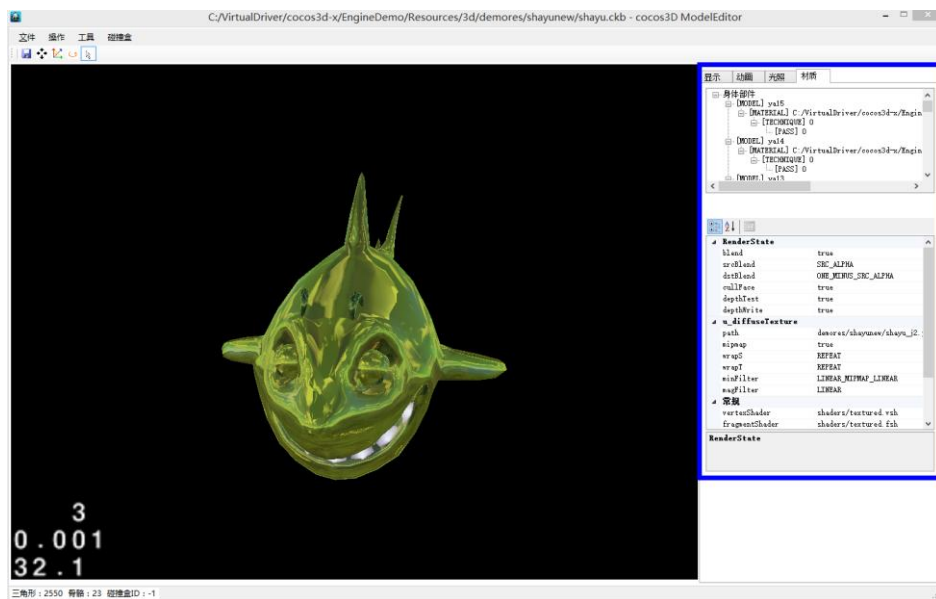 C:/VirtualDriver/cocos3d-x/EngineDemo/Resources/3d/demores/shayunew/shayu.ckb - cocos3D ModelEditor
文件 操作 工具 碰撞盒
显示 动画 光照 材质
身体部件
[MODEL] ya15
[MATERIAL] C:/VirtualDriver/cocos3d-x/Engin
[TECHNIQUE] 0
[PASS] 0
[MODEL] ya14
[MATERIAL] C:/VirtualDriver/cocos3d-x/Engin
[TECHNIQUE] 0
[PASS] 0
[MODEL] ya13
RenderState
blend true
srcBlend SRC_ALPHA
dstBlend ONE_MINUS_SRC_ALPHA
cullFace true
depthTest true
depthWrite true
u_diffuseTexture
path demores/shayunew/shayu_j2.
mipmap true
wrapS REPEAT
wrapT REPEAT
minFilter LINEAR_MIPMAP_LINEAR
magFilter LINEAR
常规
vertexShader shaders/textured.vsh
fragmentShader shaders/textured.fsh
RenderState
3
0.001
32.1
三角形：2550 骨骼：23 碰撞盒ID：-1